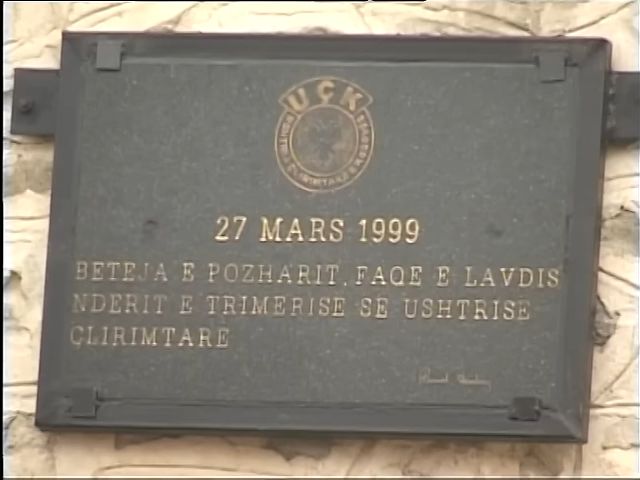 UÇK
27 MARS 1999
BETEJA E POZHARIT, FAQE E LAVDIS
NDERIT E TRIMERISE SE USHTRISE
ÇLIRIMTARE